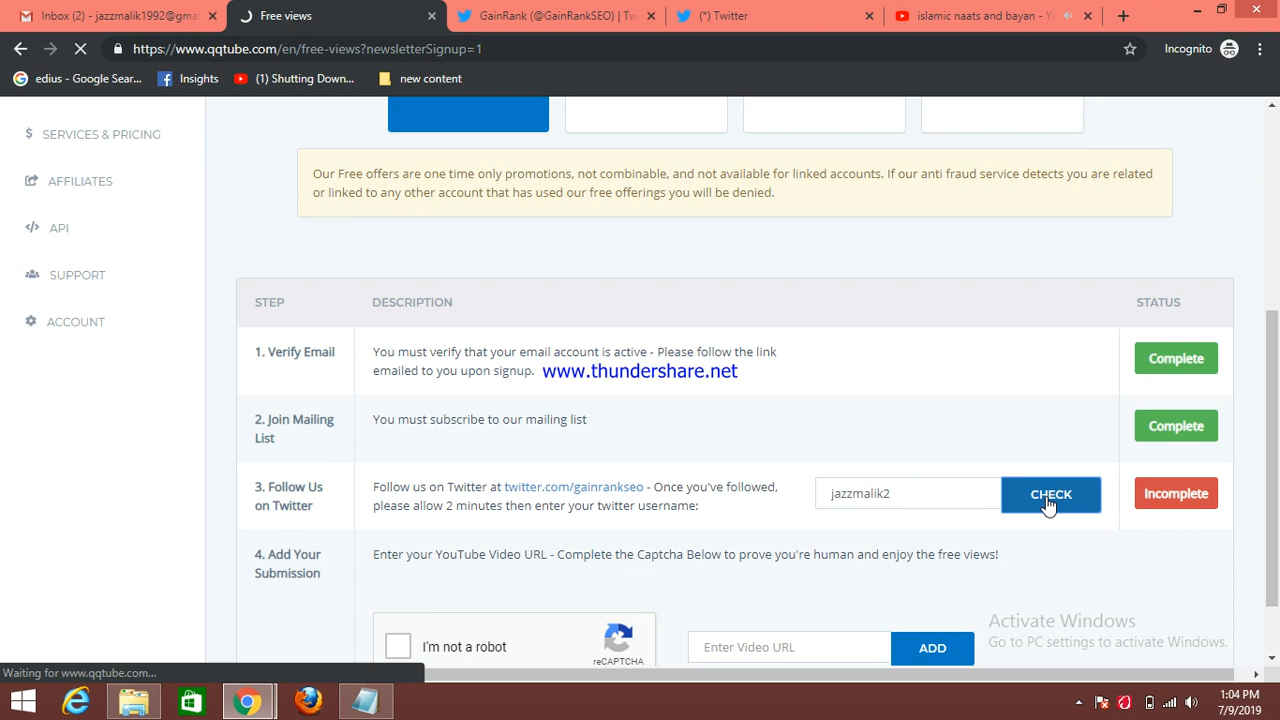 Inbox (2) - jazzmalik1992@gma
Free views
GainRank (@GainRankSEO) | Tw
(*) Twitter
islamic naats and bayan - Yo
https://www.qqtube.com/en/free-views?newsletterSignup=1
Incognito
edius - Google Sear...
Insights
(1) Shutting Down...
new content
SERVICES & PRICING
AFFILIATES
API
SUPPORT
ACCOUNT
Our Free offers are one time only promotions, not combinable, and not available for linked accounts. If our anti fraud service detects you are related
or linked to any other account that has used our free offerings you will be denied.
STEP DESCRIPTION STATUS
1. Verify Email
You must verify that your email account is active - Please follow the link
emailed to you upon signup.
www.thundershare.net
Complete
2. Join Mailing
List
You must subscribe to our mailing list
Complete
3. Follow Us
on Twitter
Follow us on Twitter at twitter.com/gainrankseo - Once you've followed,
please allow 2 minutes then enter your twitter username:
jazzmalik2
CHECK
Incomplete
4. Add Your
Submission
Enter your YouTube Video URL - Complete the Captcha Below to prove you're human and enjoy the free views!
I'm not a robot
reCAPTCHA
Enter Video URL
ADD
Activate Windows
Go to PC settings to activate Windows.
Waiting for www.qqtube.com...
1:04 PM
7/9/2019